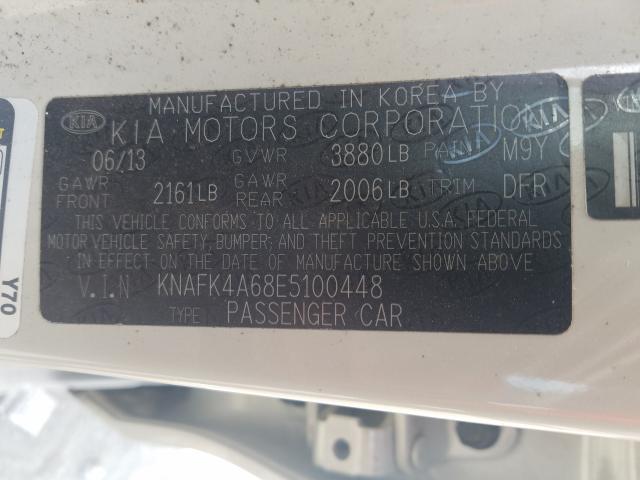 MANUFACTURED IN KOREA BY
KIA KIA MOTORS CORPORATION
06/13 GVWR 3880LB PAINT M9Y
GAWR FRONT 2161LB GAWR REAR 2006LB TRIM DFR
THIS VEHICLE CONFORMS TO ALL APPLICABLE U.S.A. FEDERAL
MOTOR VEHICLE SAFETY, BUMPER, AND THEFT PREVENTION STANDARDS
IN EFFECT ON THE DATE OF MANUFACTURE SHOWN ABOVE
V.I.N KNAFK4A68E5100448
TYPE PASSENGER CAR
Y70